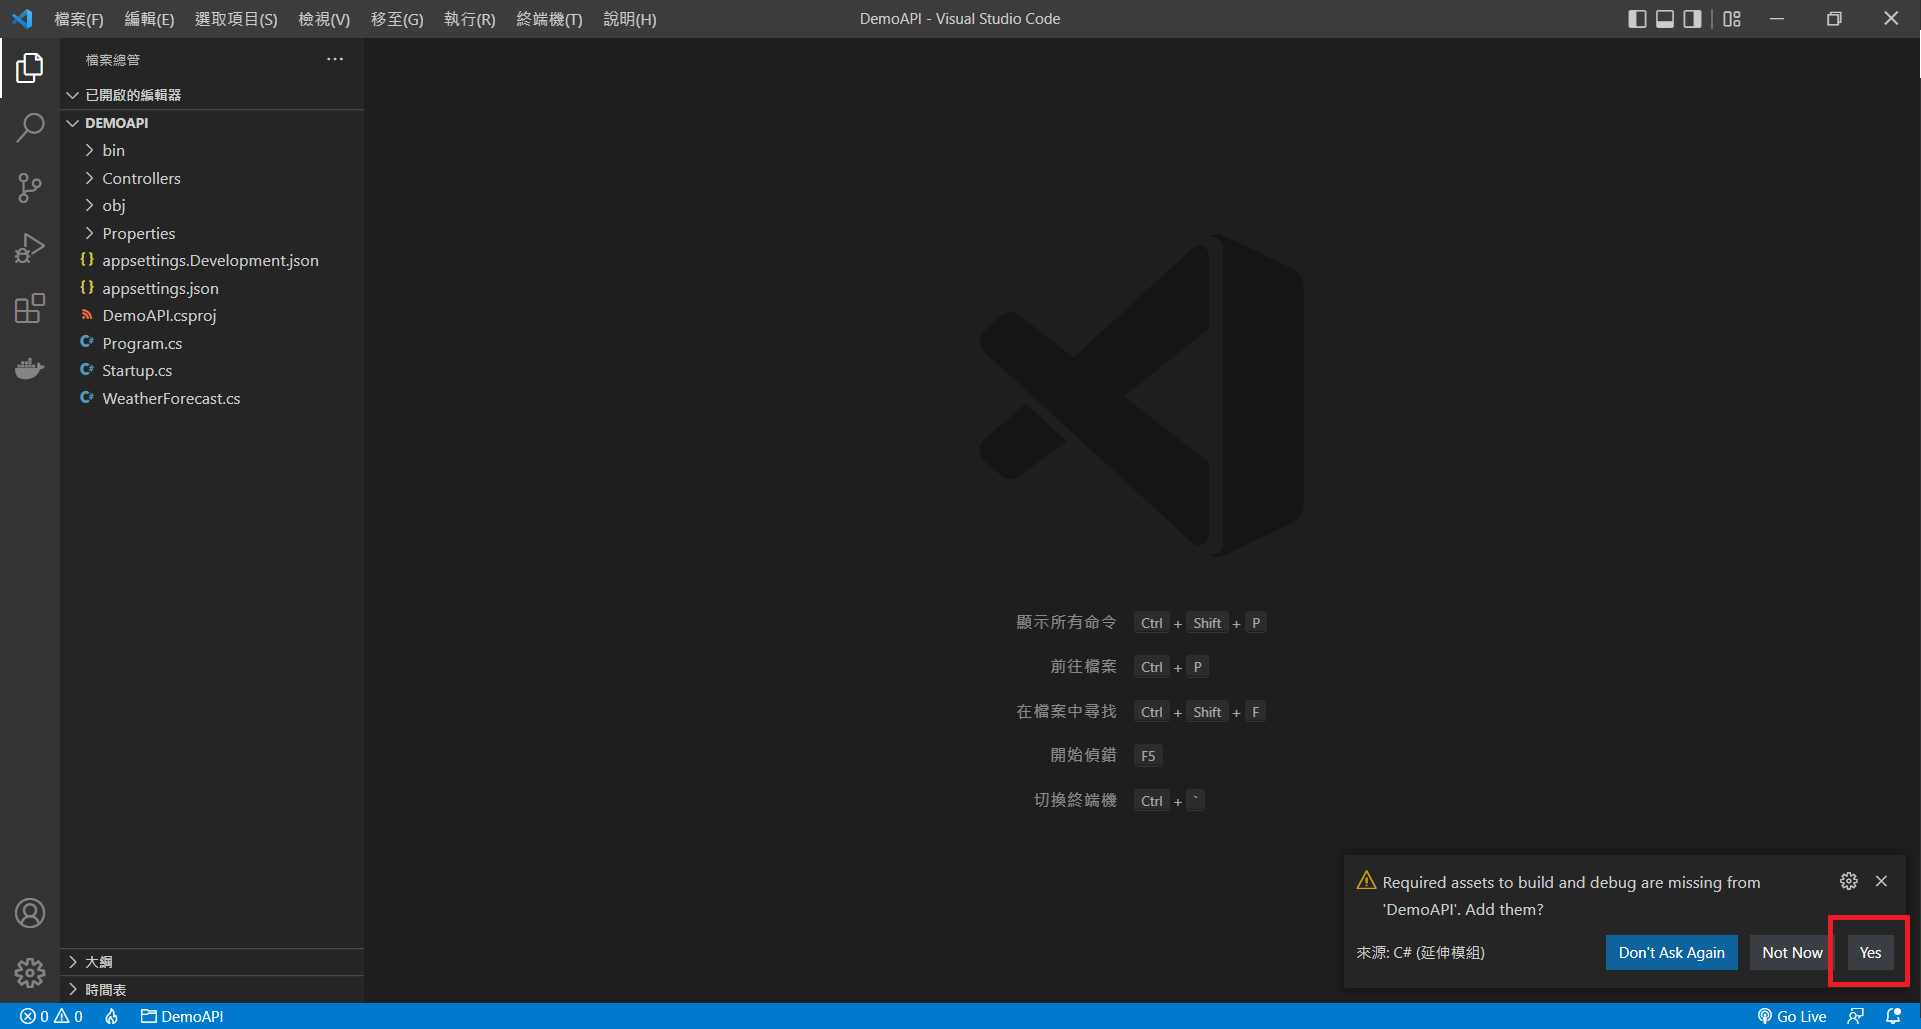 檔案(F) 編輯(E) 選取項目(S) 檢視(V) 移至(G) 執行(R) 終端機(T) 說明(H) DemoAPI - Visual Studio Code
檔案總管
已開啟的編輯器
DEMOAPI
bin
Controllers
obj
Properties
{} appsettings.Development.json
{} appsettings.json
DemoAPI.csproj
C# Program.cs
C# Startup.cs
C# WeatherForecast.cs
顯示所有命令 Ctrl + Shift + P
前往檔案 Ctrl + P
在檔案中尋找 Ctrl + Shift + F
開始偵錯 F5
切換終端機 Ctrl + `
Required assets to build and debug are missing from
'DemoAPI'. Add them?
來源: C# (延伸模組) Don't Ask Again Not Now Yes
大綱
時間表
0 0 DemoAPI Go Live